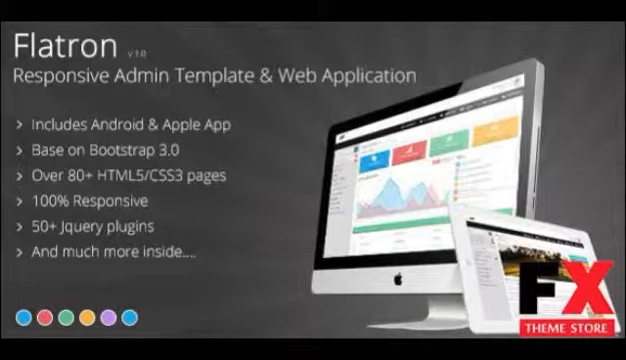 Flatron v 1.0
Responsive Admin Template & Web Application
Includes Android & Apple App
Base on Bootstrap 3.0
Over 80+ HTML5/CSS3 pages
100% Responsive
50+ Jquery plugins
And much more inside....
FX
THEME STORE